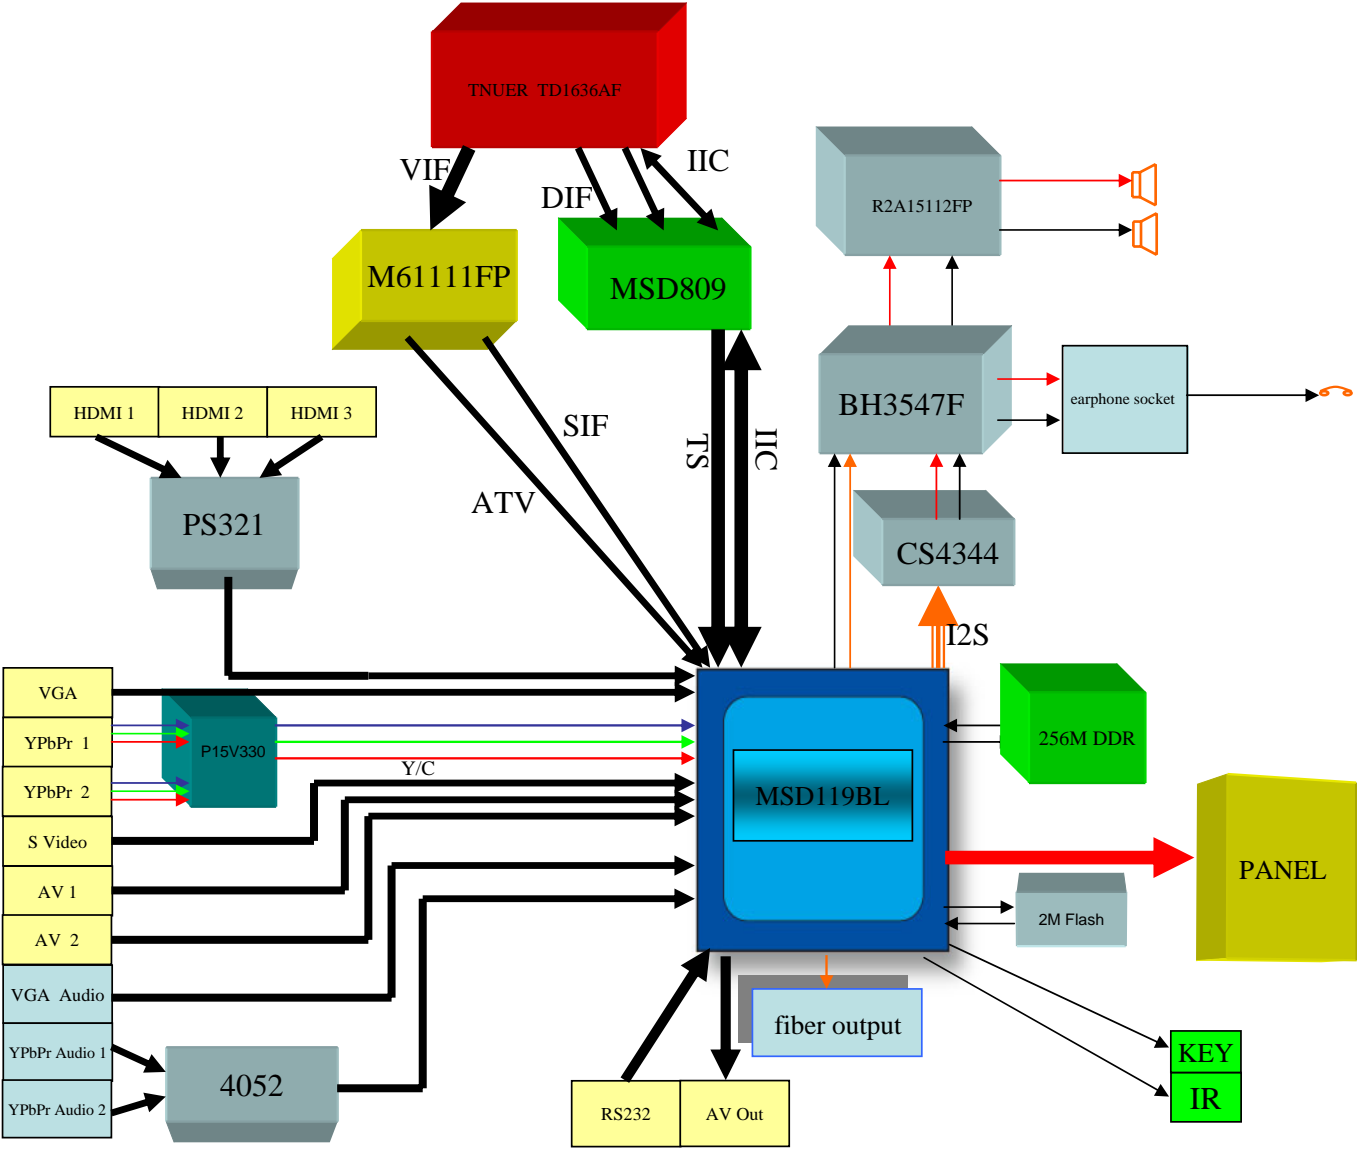 TNUER TD1636AF
VIF
DIF
IIC
R2A15112FP
M61111FP
MSD809
BH3547F
earphone socket
HDMI 1
HDMI 2
HDMI 3
SIF
TS
IIC
ATV
PS321
CS4344
I2S
VGA
YPbPr 1
P15V330
256M DDR
Y/C
YPbPr 2
MSD119BL
S Video
AV 1
PANEL
AV 2
2M Flash
VGA Audio
fiber output
YPbPr Audio 1
KEY
4052
IR
YPbPr Audio 2
RS232
AV Out